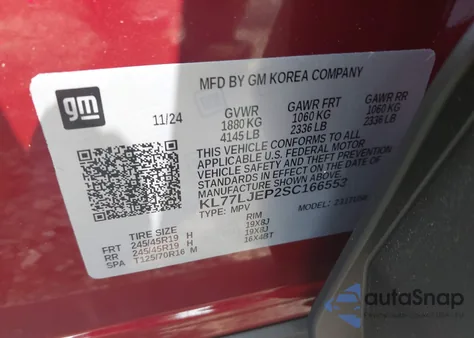 gm
MFD BY GM KOREA COMPANY
11/24 GVWR GAWR FRT GAWR RR
1880 KG 1060 KG 1060 KG
4145 LB 2336 LB 2336 LB
THIS VEHICLE CONFORMS TO ALL
APPLICABLE U.S. FEDERAL MOTOR
VEHICLE SAFETY AND THEFT PREVENTION
STANDARDS IN EFFECT ON THE DATE OF
MANUFACTURE SHOWN ABOVE.
KL77LJEP2SC166553
TYPE: MPV MODEL:
TIRE SIZE RIM
FRT 245/45R19 H 19X8J
RR 245/45R19 H 19X8J
SPA T125/70R16 M 16X4BT
autaSnap